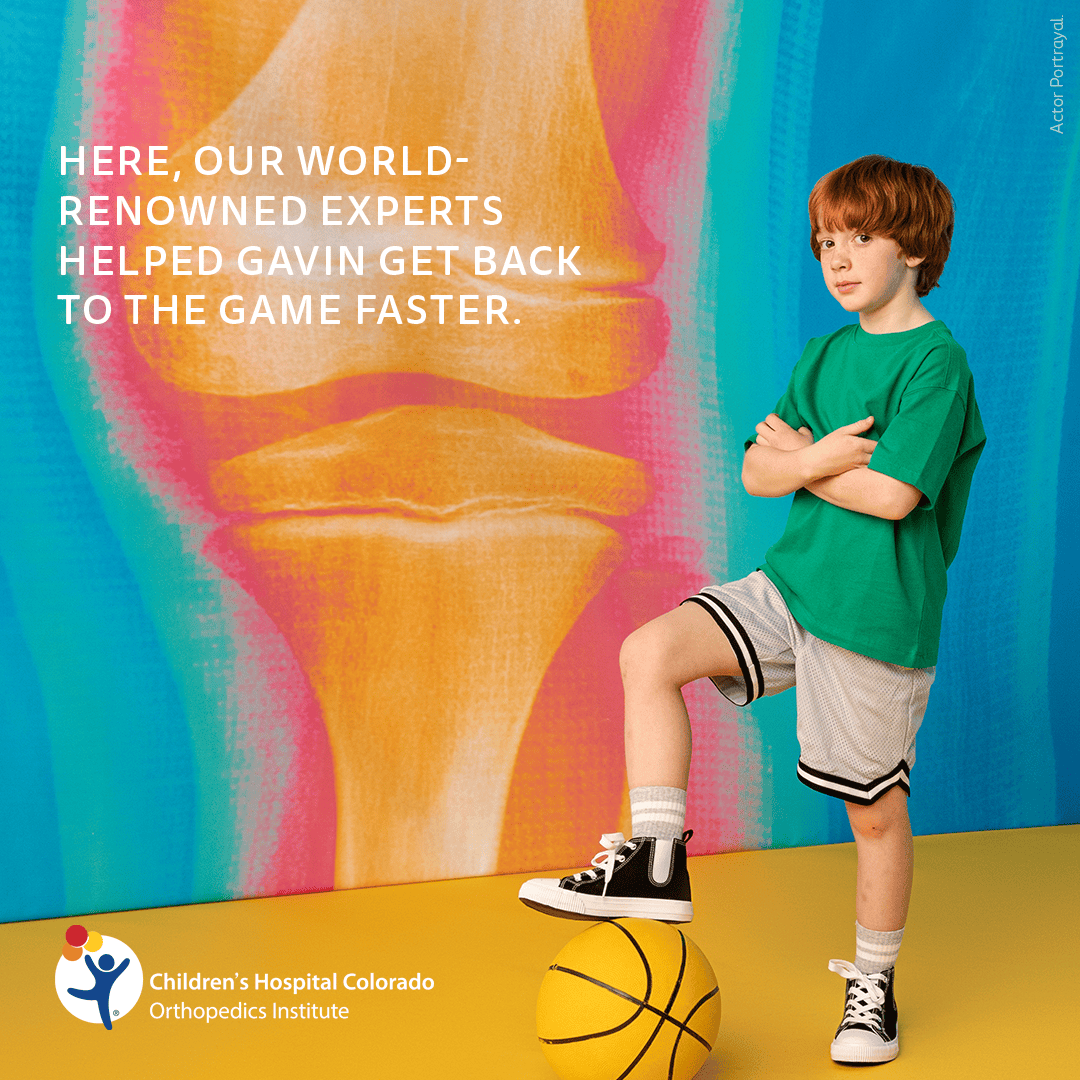 Actor Portrayal.
HERE, OUR WORLD-
RENOWNED EXPERTS
HELPED GAVIN GET BACK
TO THE GAME FASTER.
Children's Hospital Colorado
Orthopedics Institute
®